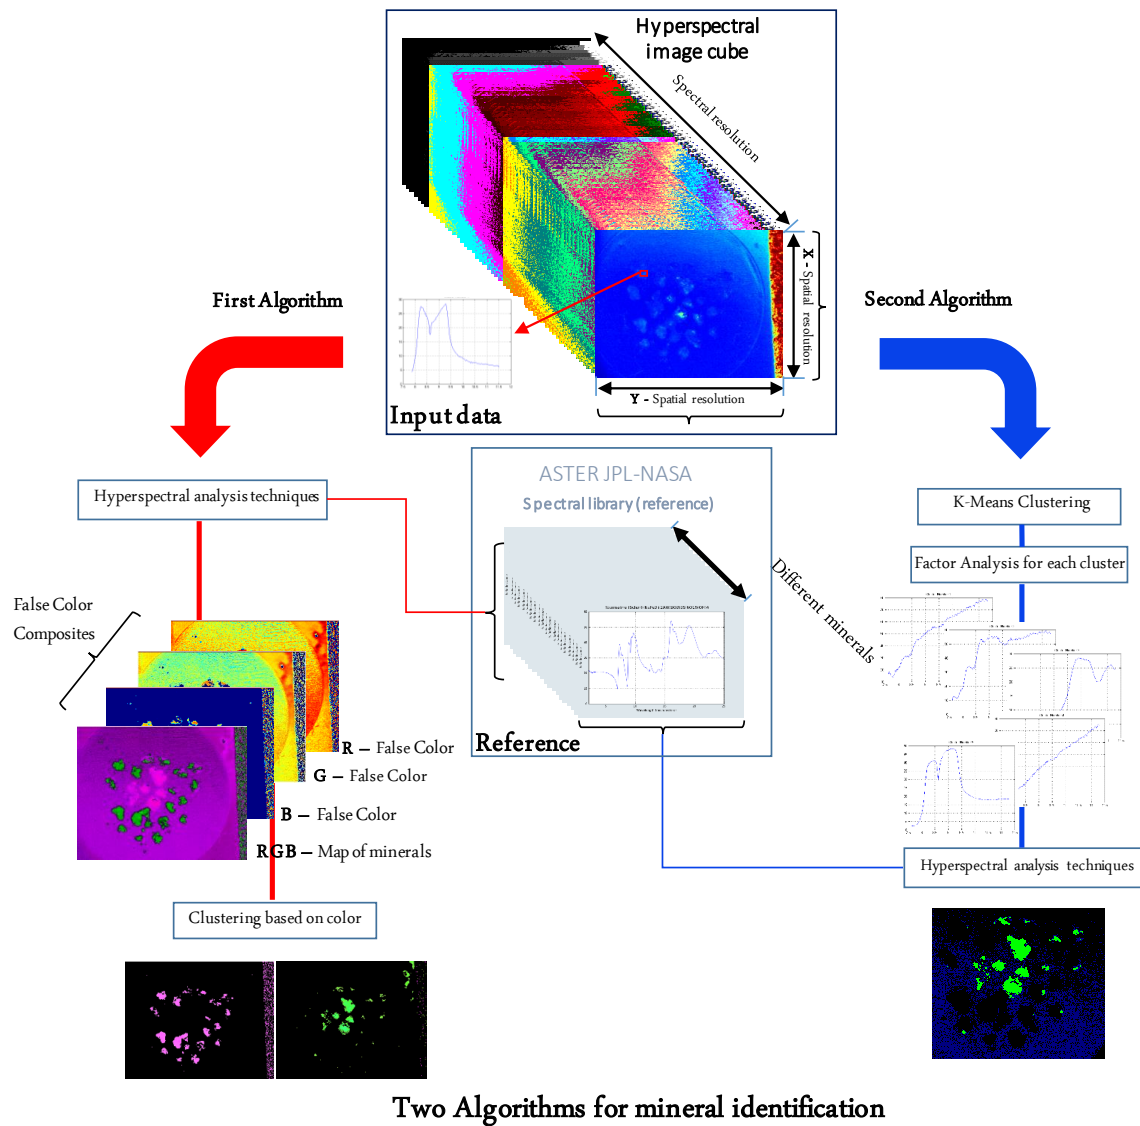 Hyperspectral
image cube
Spectral resolution
X - Spatial resolution
Y - Spatial resolution
Input data
First Algorithm
Second Algorithm
Hyperspectral analysis techniques
ASTER JPL-NASA
Spectral library (reference)
Different minerals
Reference
K-Means Clustering
Factor Analysis for each cluster
False Color
Composites
R – False Color
G – False Color
B – False Color
RGB – Map of minerals
Hyperspectral analysis techniques
Clustering based on color
Two Algorithms for mineral identification